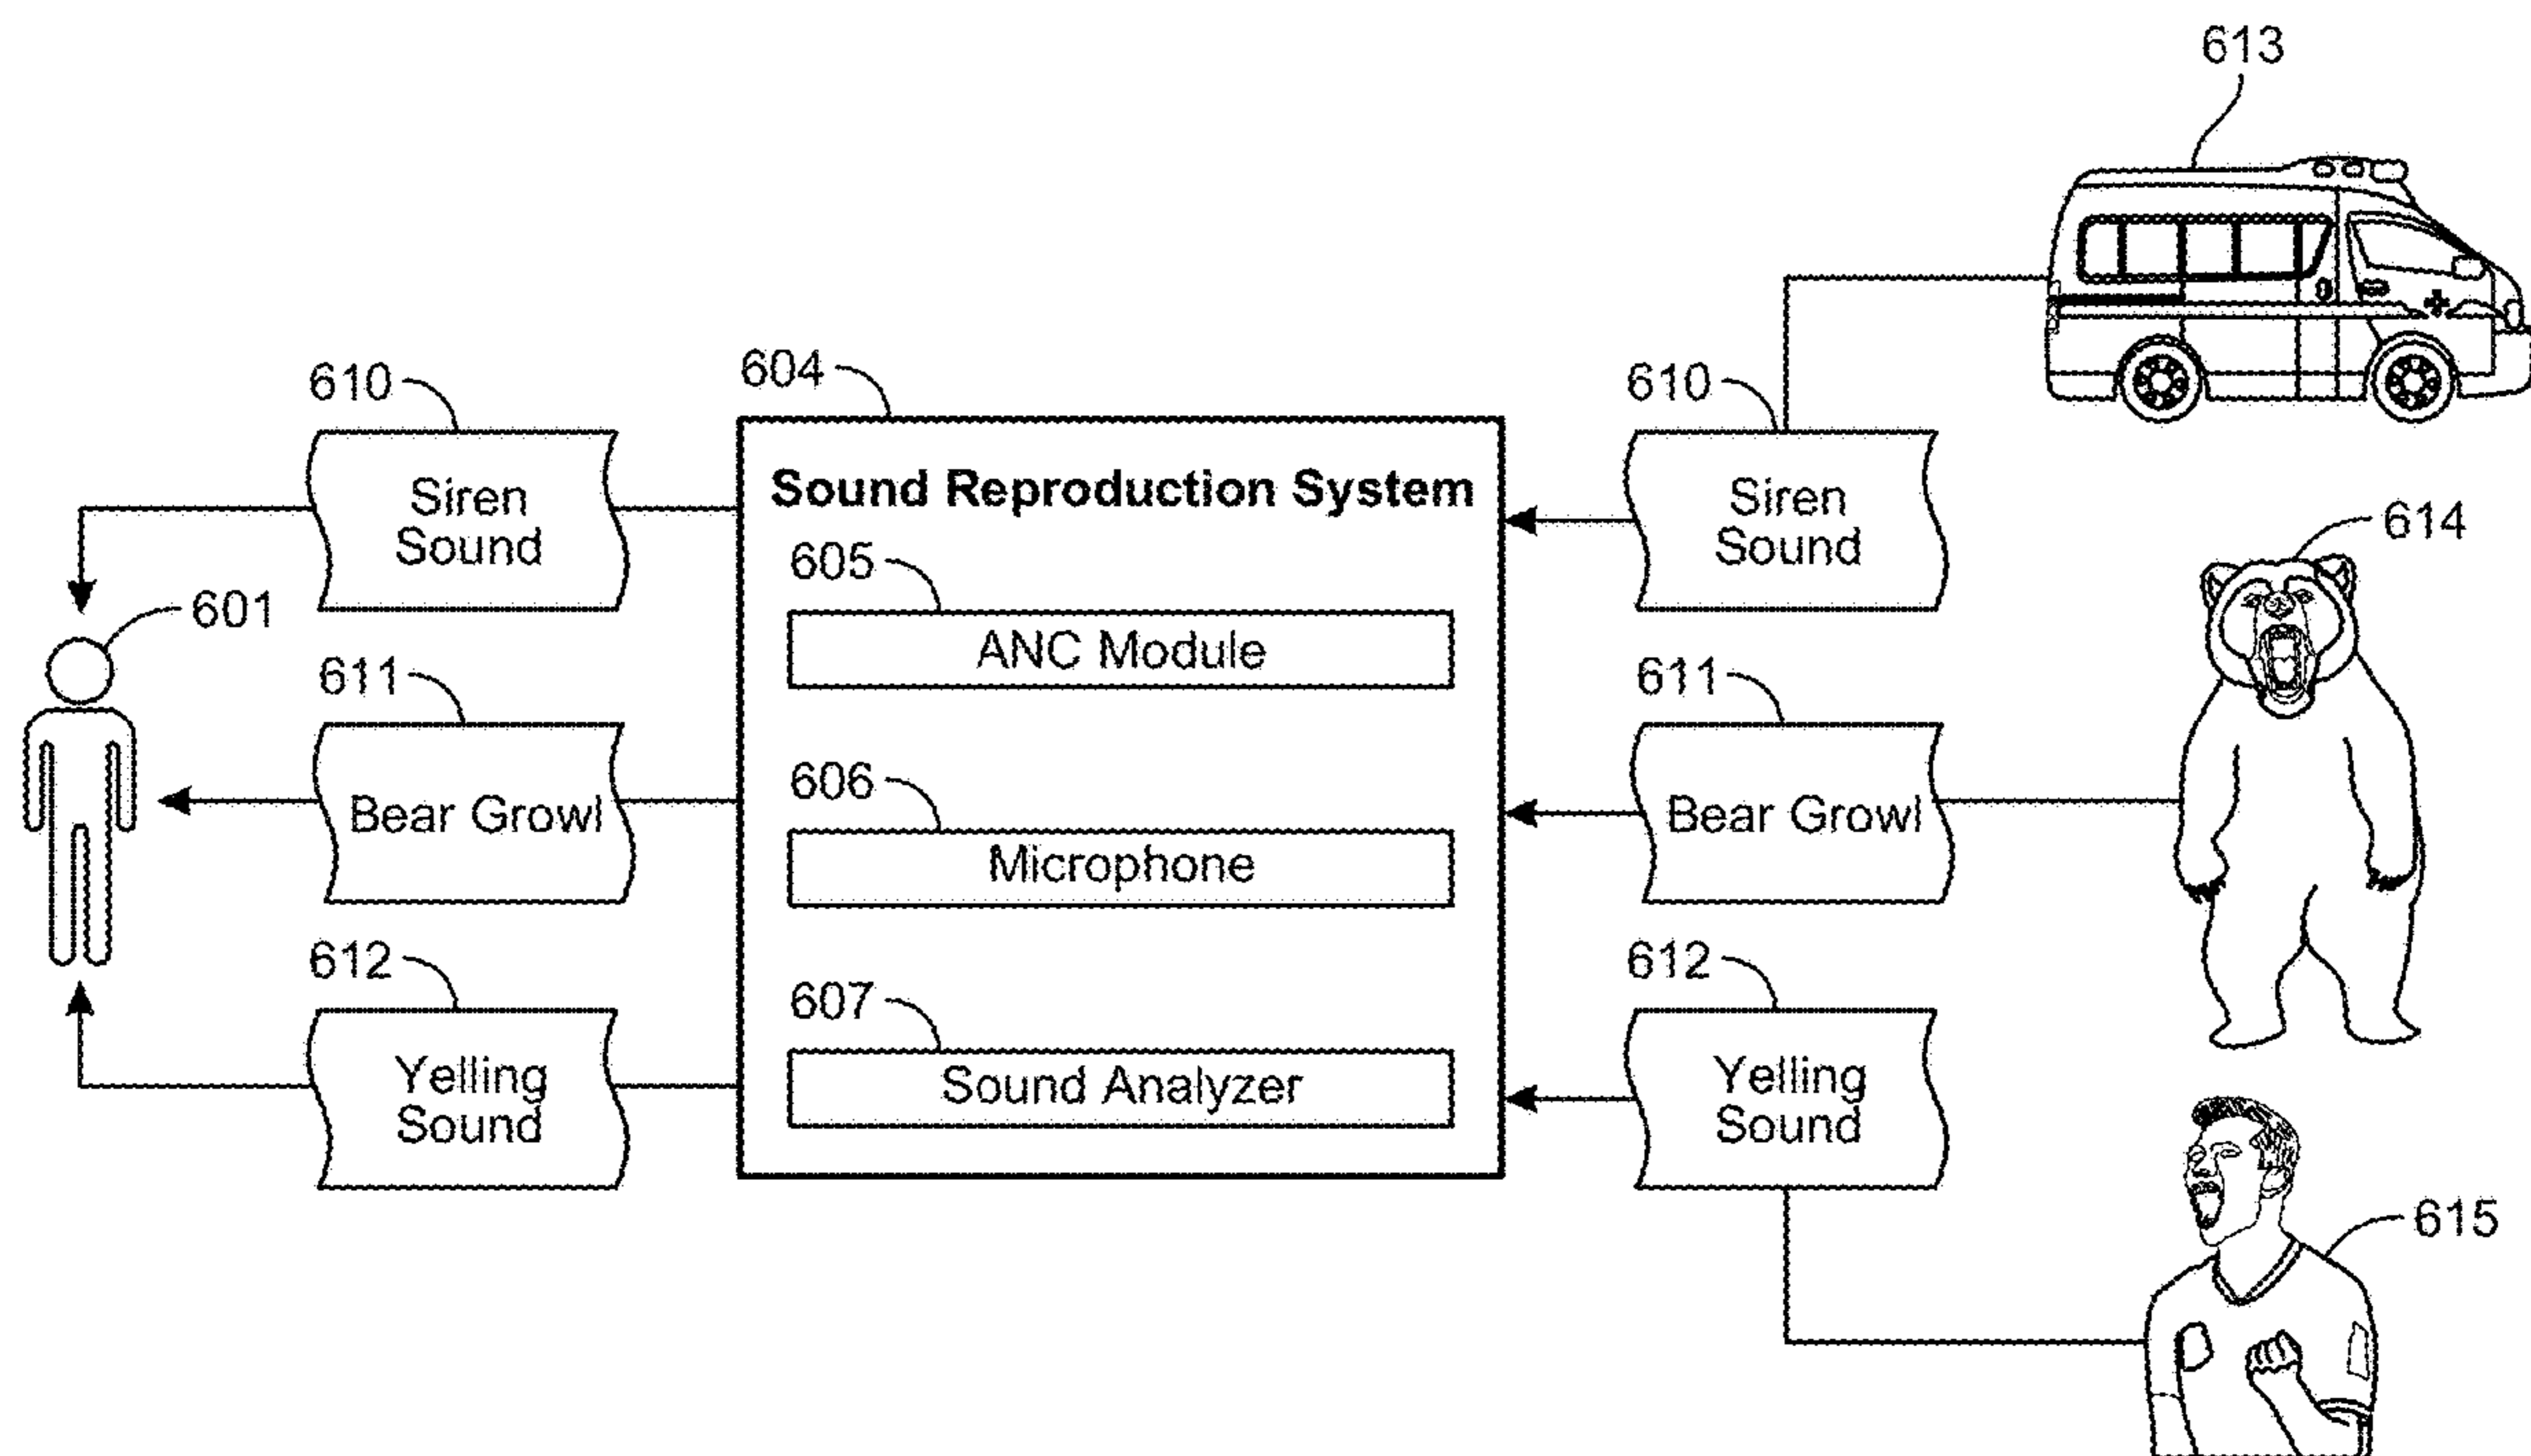 613
604
610
610
Siren
Sound
Sound Reproduction System
Siren
Sound
614
605
601
ANC Module
611
611
606
Bear Growl
Microphone
Bear Growl
612
612
607
Yelling
Sound
Sound Analyzer
Yelling
Sound
615